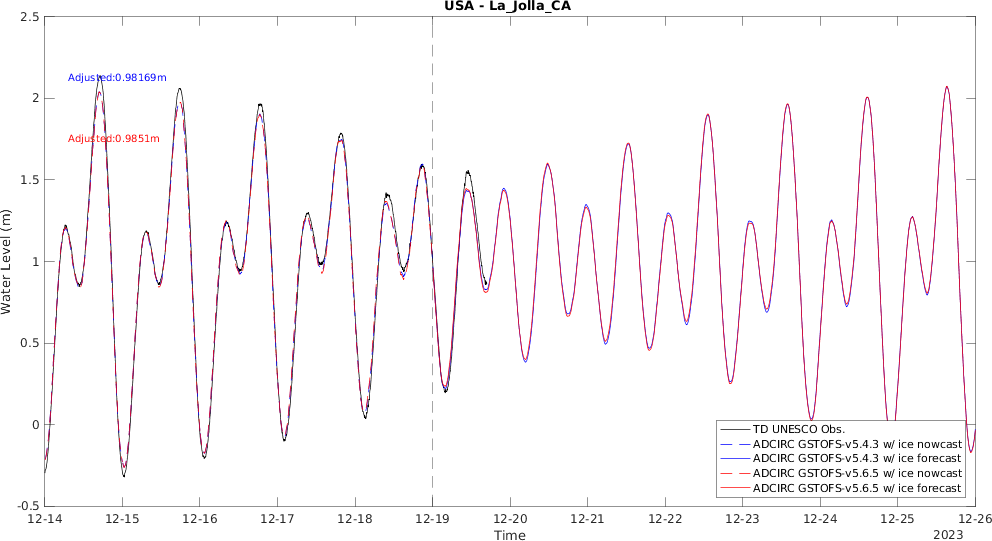 USA - La_Jolla_CA
2.5
2
1.5
1
0.5
0
-0.5
Water Level (m)
Adjusted:0.98169m
Adjusted:0.9851m
TD UNESCO Obs.
ADCIRC GSTOFS-v5.4.3 w/ ice nowcast
ADCIRC GSTOFS-v5.4.3 w/ ice forecast
ADCIRC GSTOFS-v5.6.5 w/ ice nowcast
ADCIRC GSTOFS-v5.6.5 w/ ice forecast
12-14 12-15 12-16 12-17 12-18 12-19 12-20 12-21 12-22 12-23 12-24 12-25 12-26
Time
2023